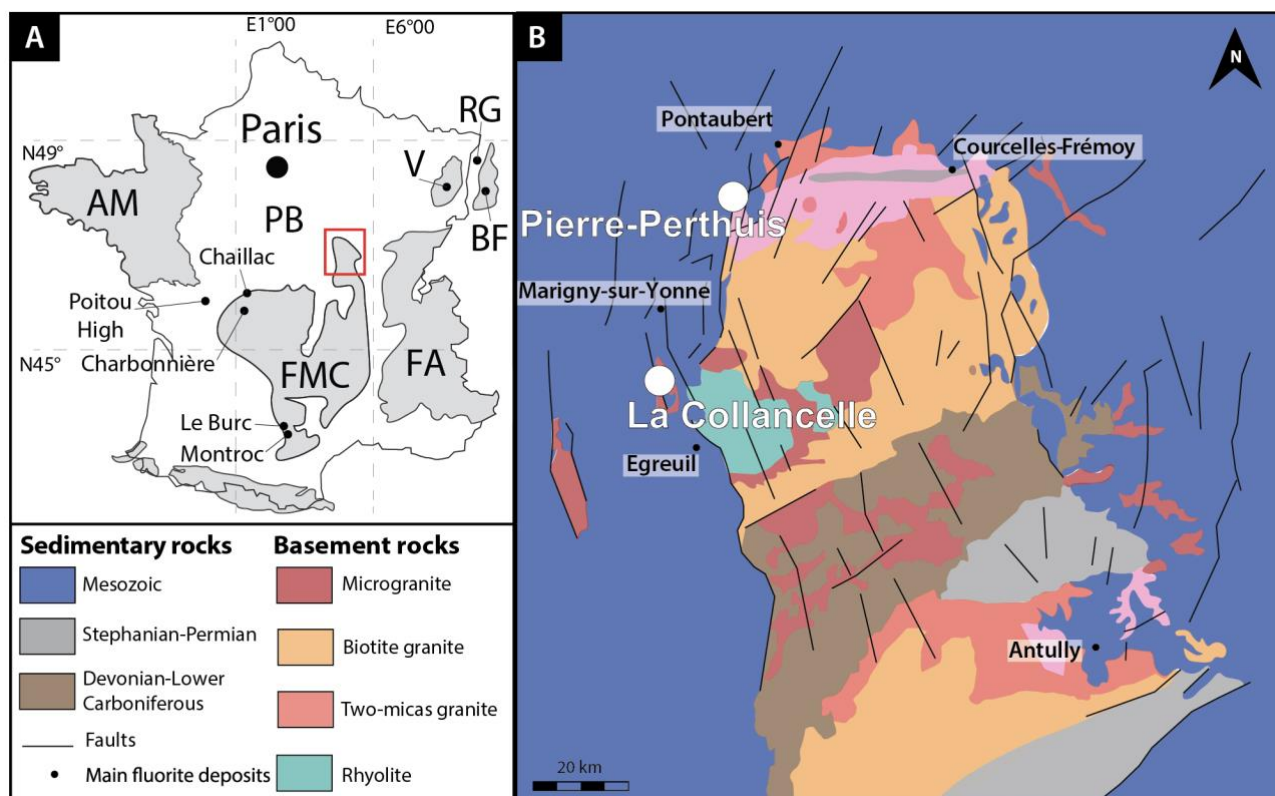 A
E1°00
E6°00
RG
Paris
N49°
V
AM
PB
BF
Chaillac
Poitou
High
Charbonnière
N45°
FMC
FA
Le Burc
Montroc
Sedimentary rocks
Mesozoic
Stephanian-Permian
Devonian-Lower
Carboniferous
Faults
Main fluorite deposits
Basement rocks
Microgranite
Biotite granite
Two-micas granite
Rhyolite
B
N
Pontaubert
Courcelles-Frémoy
Pierre-Perthuis
Marigny-sur-Yonne
La Collancelle
Egreuil
Antully
20 km